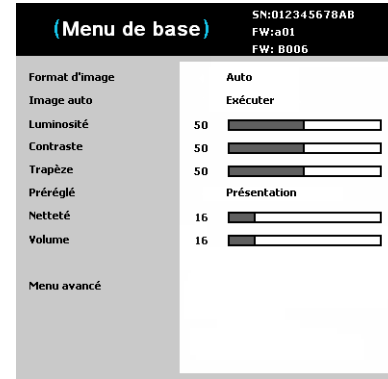 (Menu de base)
SN:012345678AB
FW:a01
FW: B006
Format d'image Auto
Image auto Exécuter
Luminosité 50
Contraste 50
Trapèze 50
Préréglé Présentation
Netteté 16
Volume 16
Menu avancé